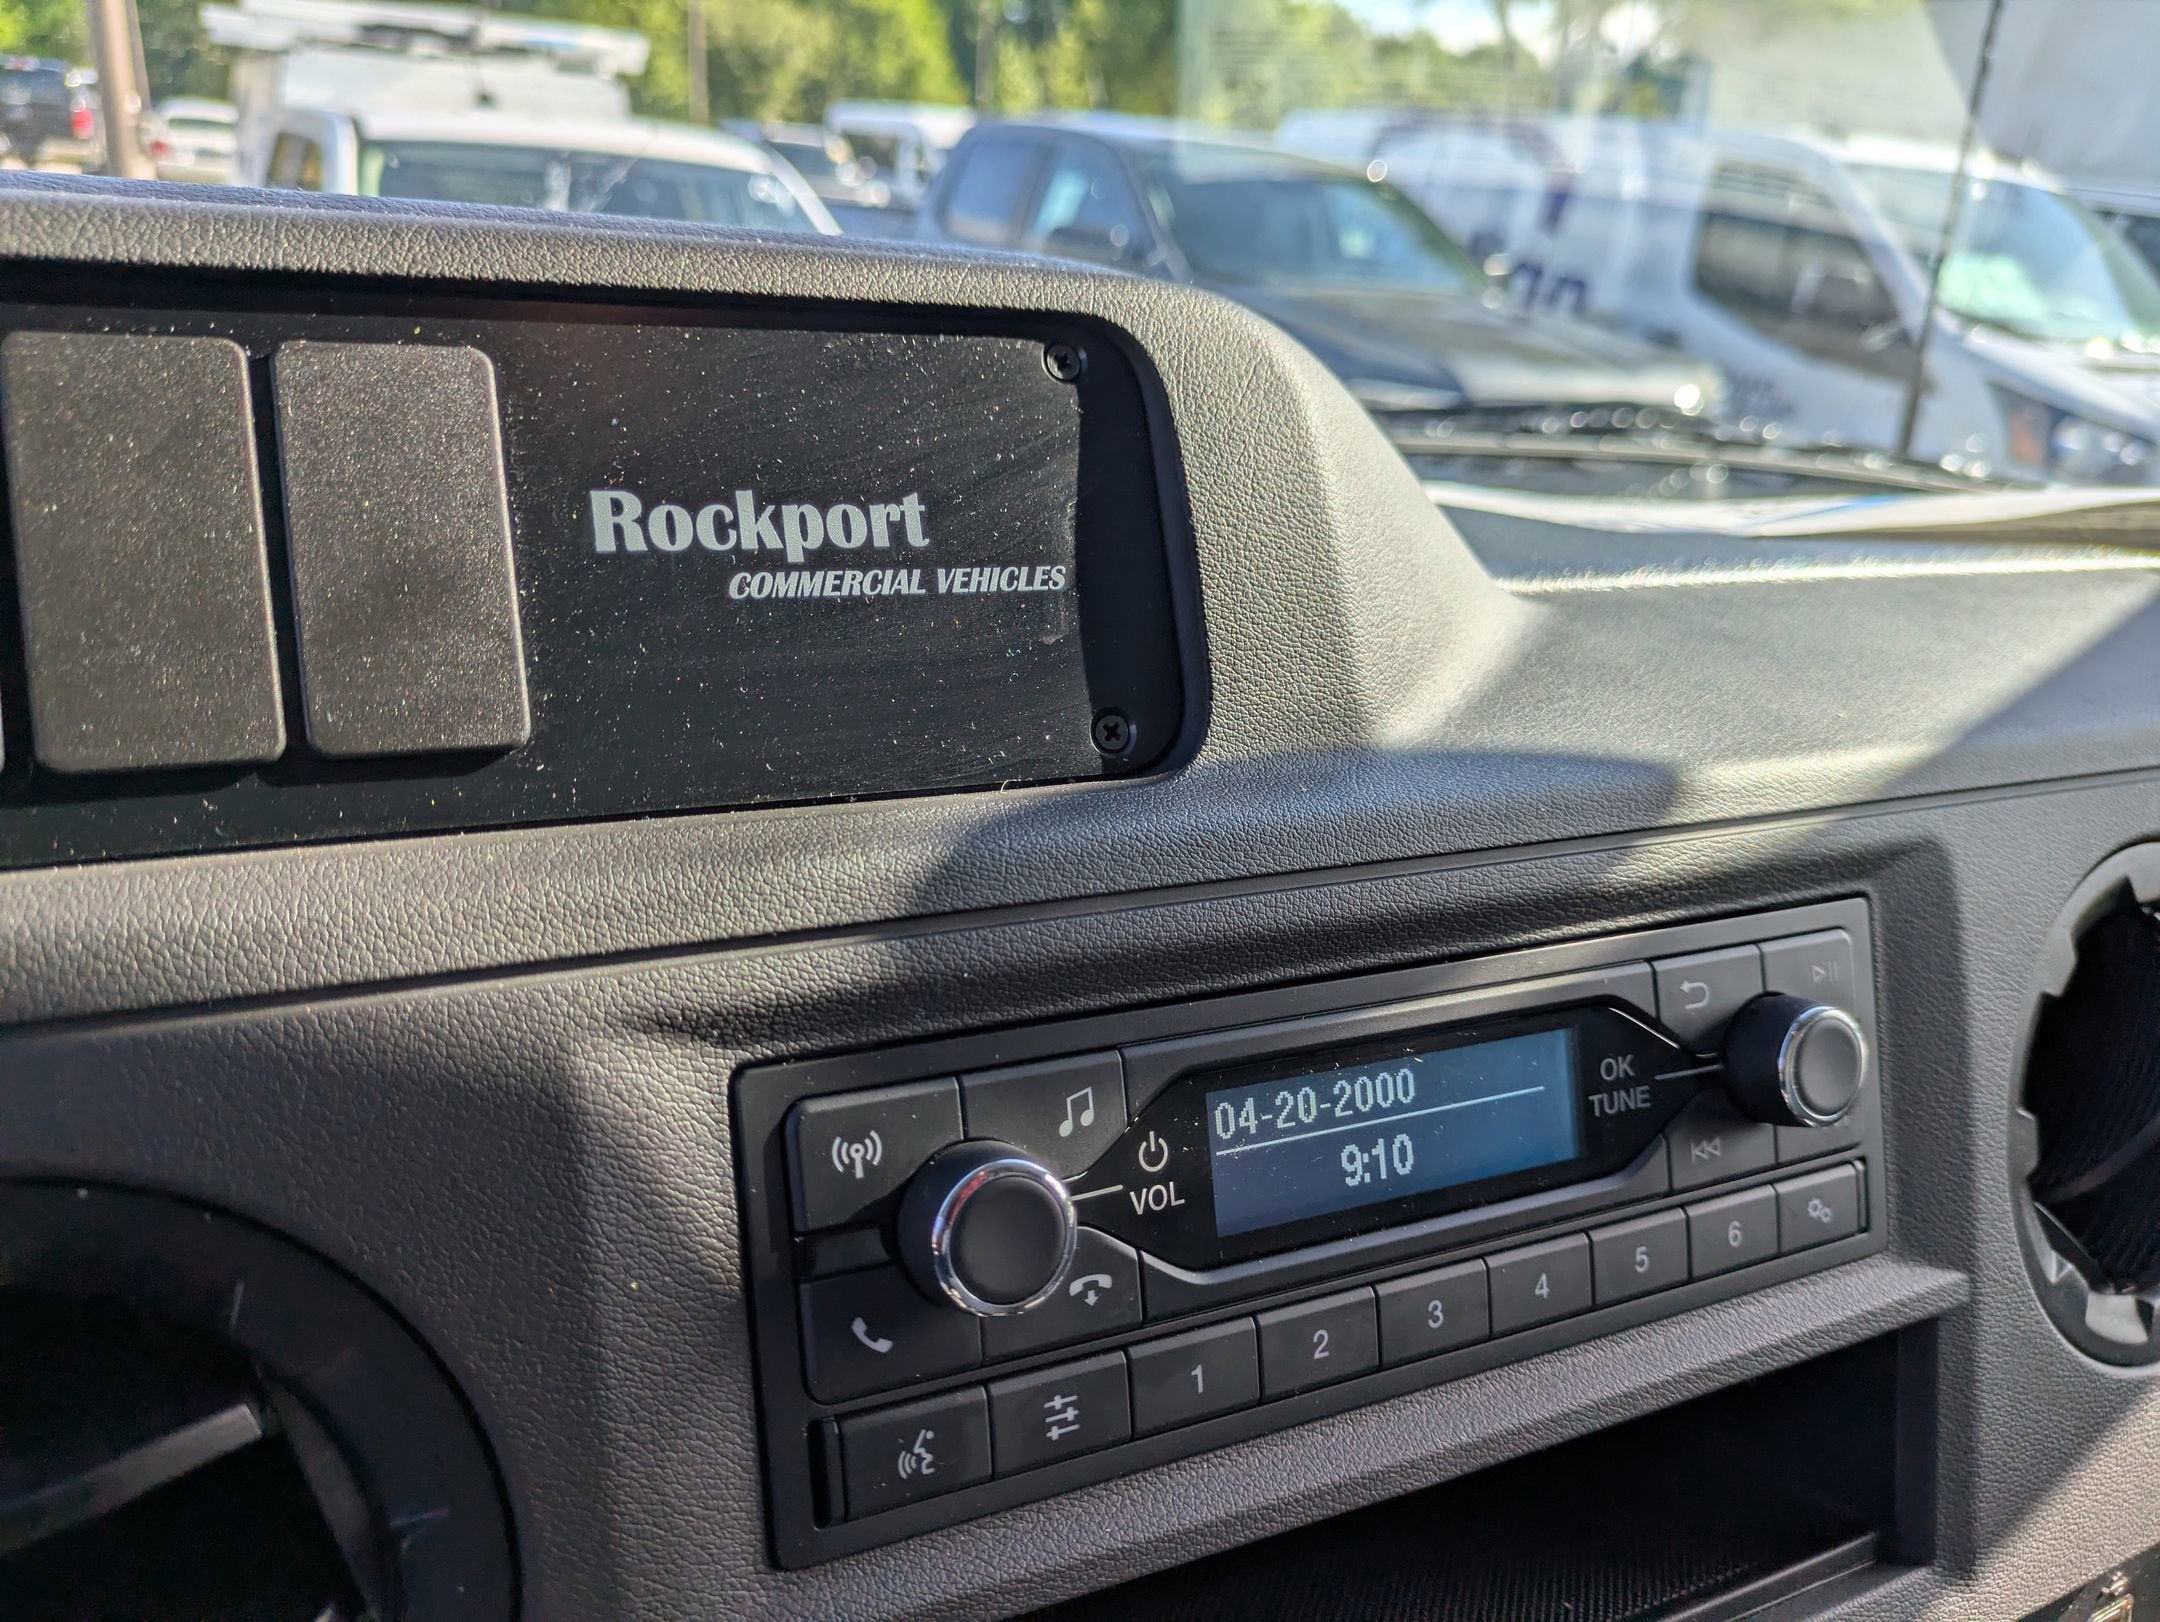 Rockport
COMMERCIAL VEHICLES
04-20-2000
9:10
VOL
OK
TUNE
1 2 3 4 5 6